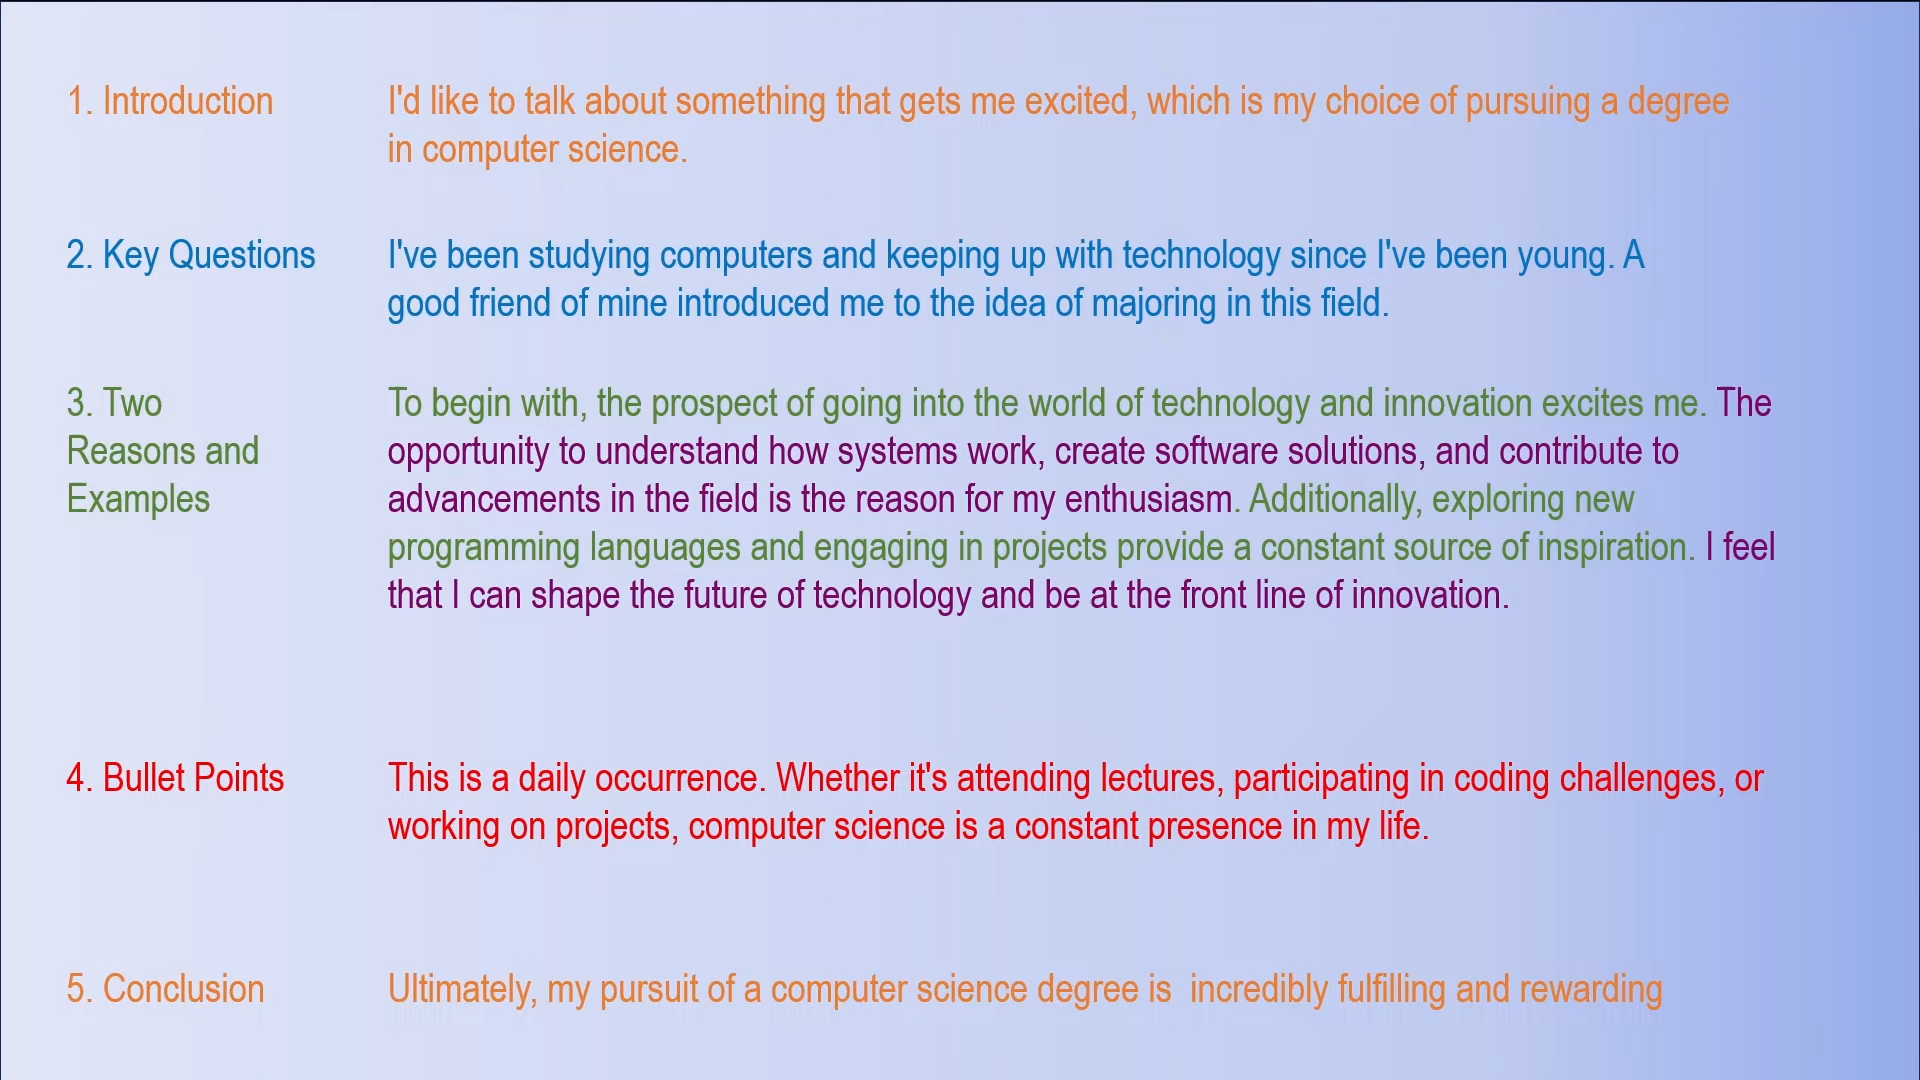 1. Introduction
I'd like to talk about something that gets me excited, which is my choice of pursuing a degree
in computer science.
2. Key Questions
I've been studying computers and keeping up with technology since I've been young. A
good friend of mine introduced me to the idea of majoring in this field.
3. Two
Reasons and
Examples
To begin with, the prospect of going into the world of technology and innovation excites me. The
opportunity to understand how systems work, create software solutions, and contribute to
advancements in the field is the reason for my enthusiasm. Additionally, exploring new
programming languages and engaging in projects provide a constant source of inspiration. I feel
that I can shape the future of technology and be at the front line of innovation.
4. Bullet Points
This is a daily occurrence. Whether it's attending lectures, participating in coding challenges, or
working on projects, computer science is a constant presence in my life.
5. Conclusion
Ultimately, my pursuit of a computer science degree is  incredibly fulfilling and rewarding